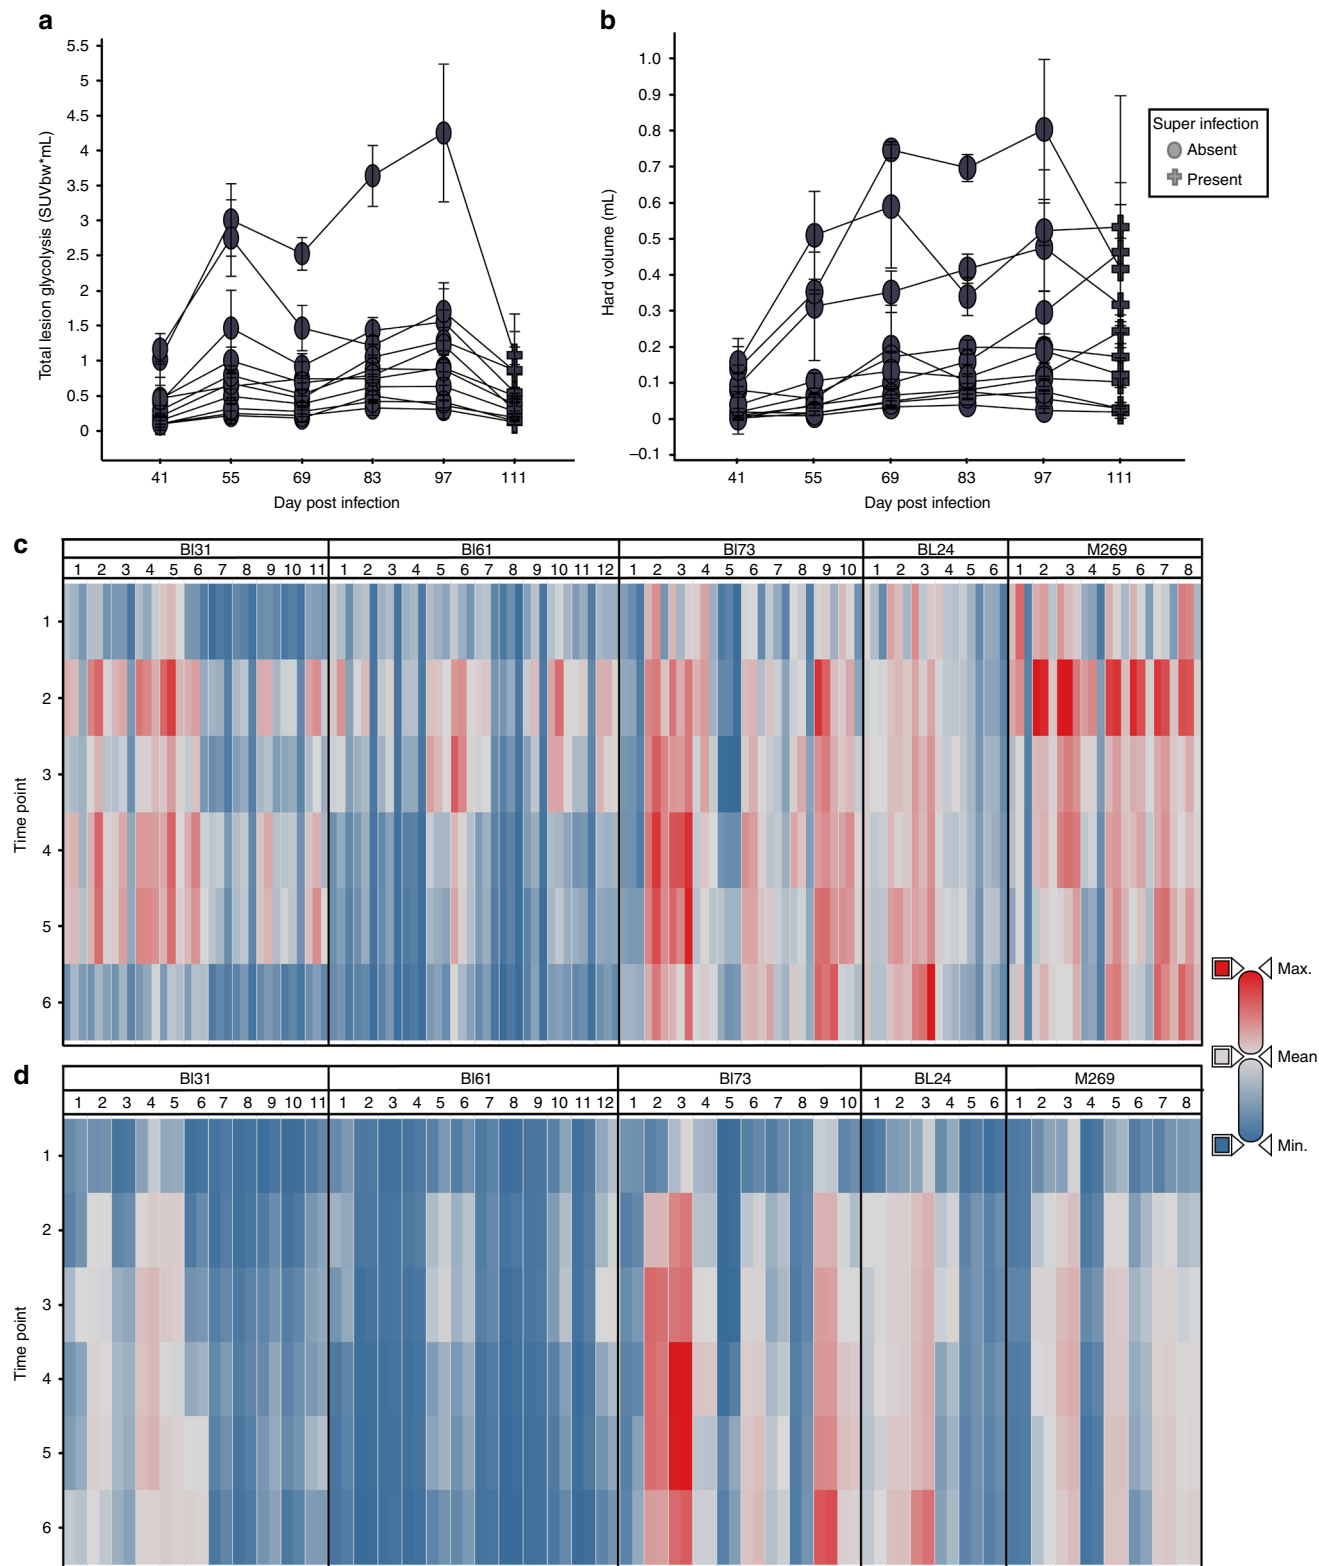 a
5.5
5
4.5
4
3.5
3
2.5
2
1.5
1
0.5
0
Total lesion glycolysis (SUVbw*mL)
41 55 69 83 97 111
Day post infection
b
1.0
0.9
0.8
0.7
0.6
0.5
0.4
0.3
0.2
0.1
0
–0.1
Hard volume (mL)
41 55 69 83 97 111
Day post infection
Super infection
Absent
Present
c
BI31 BI61 BI73 BL24 M269
1 2 3 4 5 6 7 8 9 10 11 1 2 3 4 5 6 7 8 9 10 11 12 1 2 3 4 5 6 7 8 9 10 1 2 3 4 5 6 1 2 3 4 5 6 7 8
1
2
3
4
5
6
Time point
Max.
Mean
Min.
d
BI31 BI61 BI73 BL24 M269
1 2 3 4 5 6 7 8 9 10 11 1 2 3 4 5 6 7 8 9 10 11 12 1 2 3 4 5 6 7 8 9 10 1 2 3 4 5 6 1 2 3 4 5 6 7 8
1
2
3
4
5
6
Time point